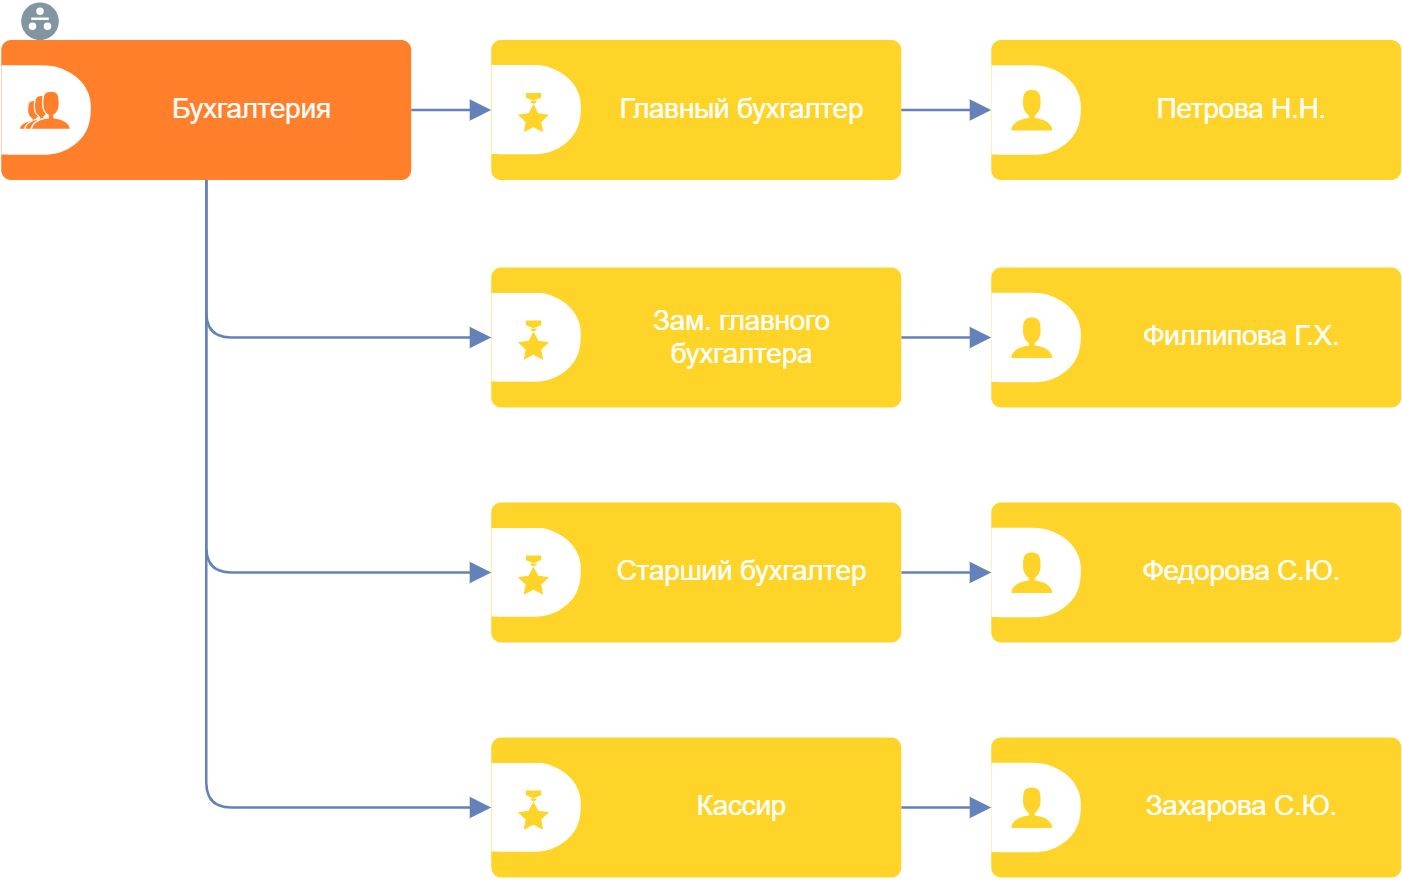 Бухгалтерия
Главный бухгалтер
Петрова Н.Н.
Зам. главного
бухгалтера
Филлипова Г.Х.
Старший бухгалтер
Федорова С.Ю.
Кассир
Захарова С.Ю.